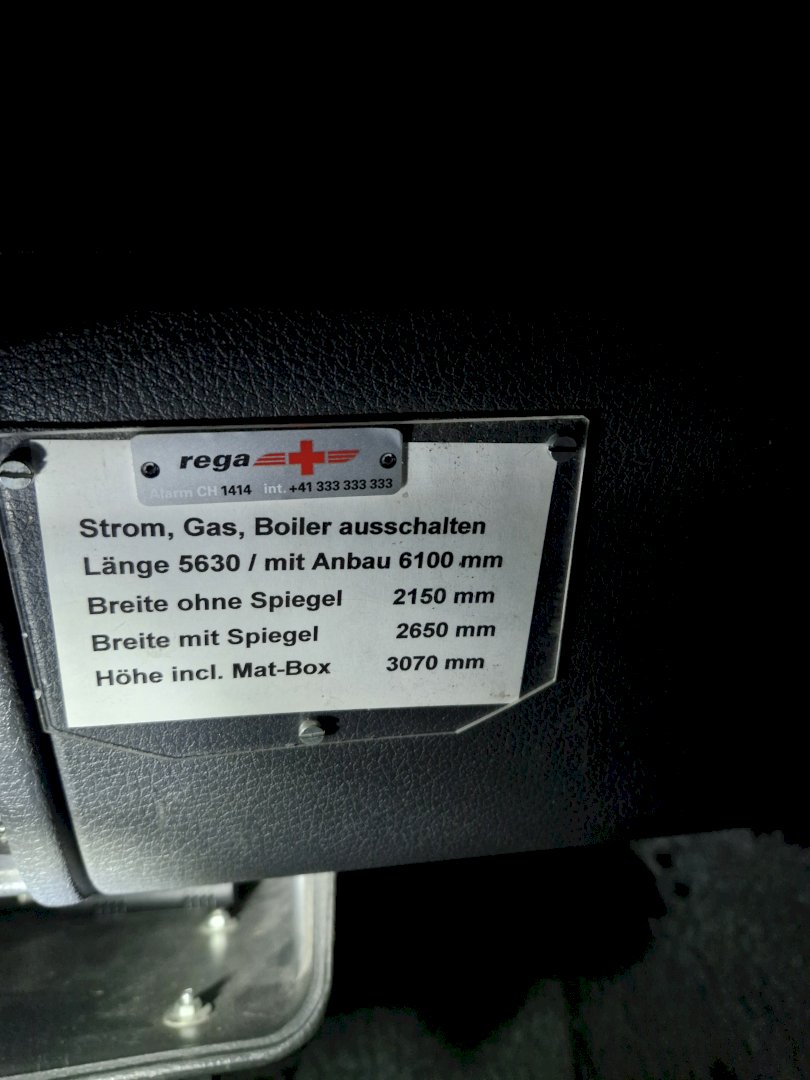 rega
Alarm CH 1414 int. +41 333 333 333
Strom, Gas, Boiler ausschalten
Länge 5630 / mit Anbau 6100 mm
Breite ohne Spiegel 2150 mm
Breite mit Spiegel 2650 mm
Höhe incl. Mat-Box 3070 mm